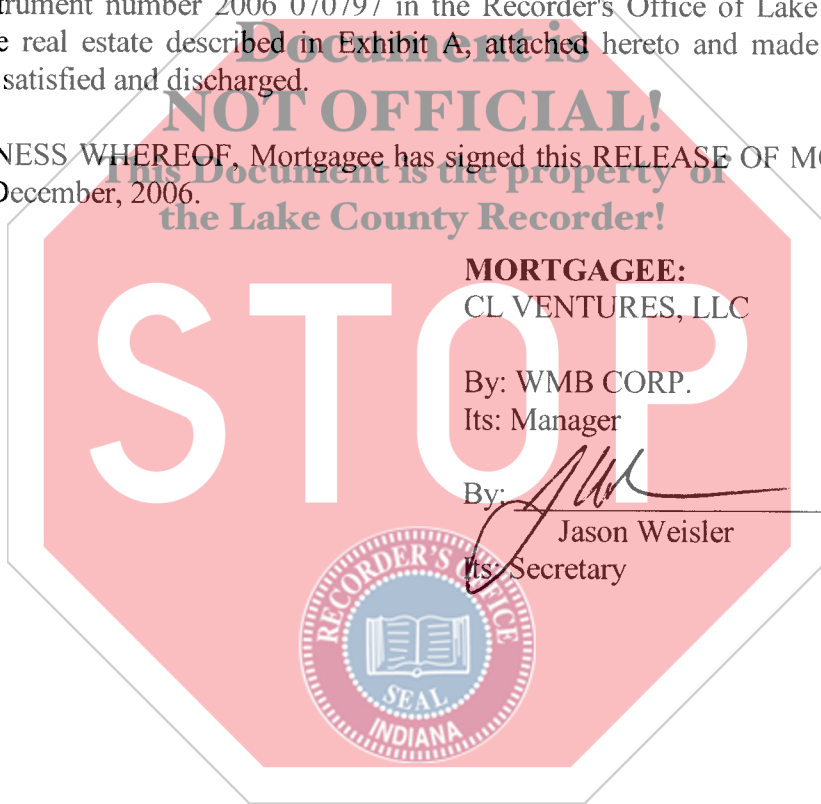 trument number 2006 070797 in the Recorder's Office of Lake
e real estate described in Exhibit A, attached hereto and made
satisfied and discharged.
Document is
NOT OFFICIAL!
This Document is the property of
the Lake County Recorder!
NESS WHEREOF, Mortgagee has signed this RELEASE OF MO
December, 2006.
STOP
MORTGAGEE:
CL VENTURES, LLC
By: WMB CORP.
Its: Manager
By:
Jason Weisler
Its: Secretary
RECORDER'S OFFICE
SEAL
INDIANA